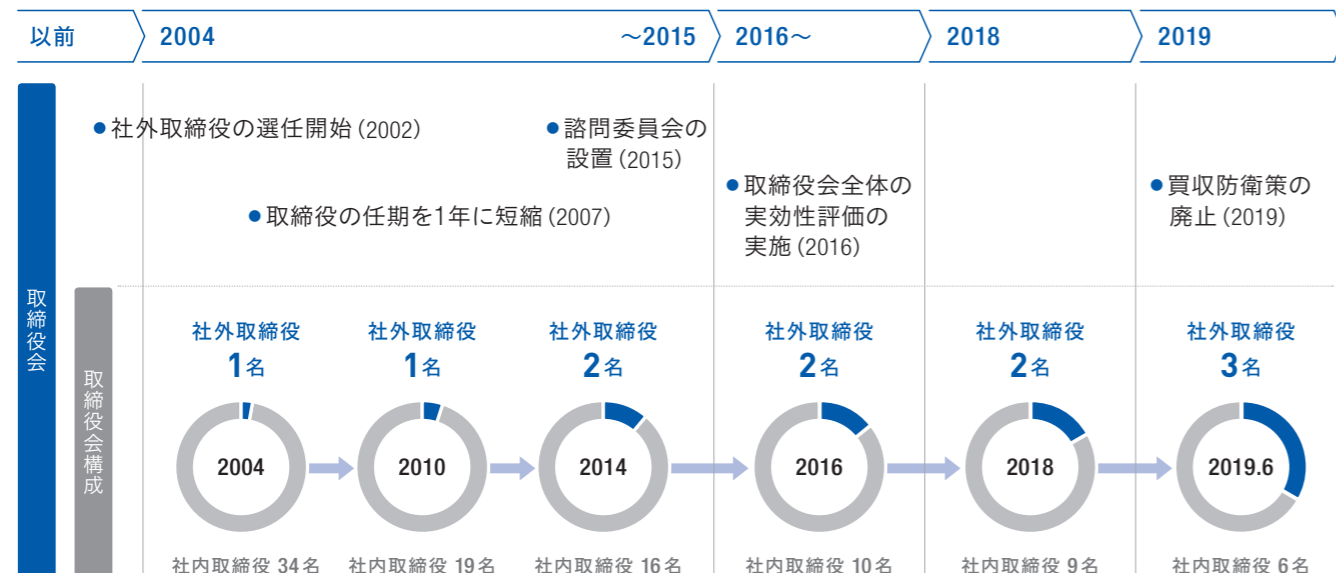 以前
2004
～2015
2016～
2018
2019
取締役会
●社外取締役の選任開始（2002）
●諮問委員会の
設置（2015）
●取締役の任期を1年に短縮（2007）
●取締役会全体の
実効性評価の
実施（2016）
●買収防衛策の
廃止（2019）
取締役会構成
社外取締役
1名
2004
社内取締役 34名
社外取締役
1名
2010
社内取締役 19名
社外取締役
2名
2014
社内取締役 16名
社外取締役
2名
2016
社内取締役 10名
社外取締役
2名
2018
社内取締役 9名
社外取締役
3名
2019.6
社内取締役 6名